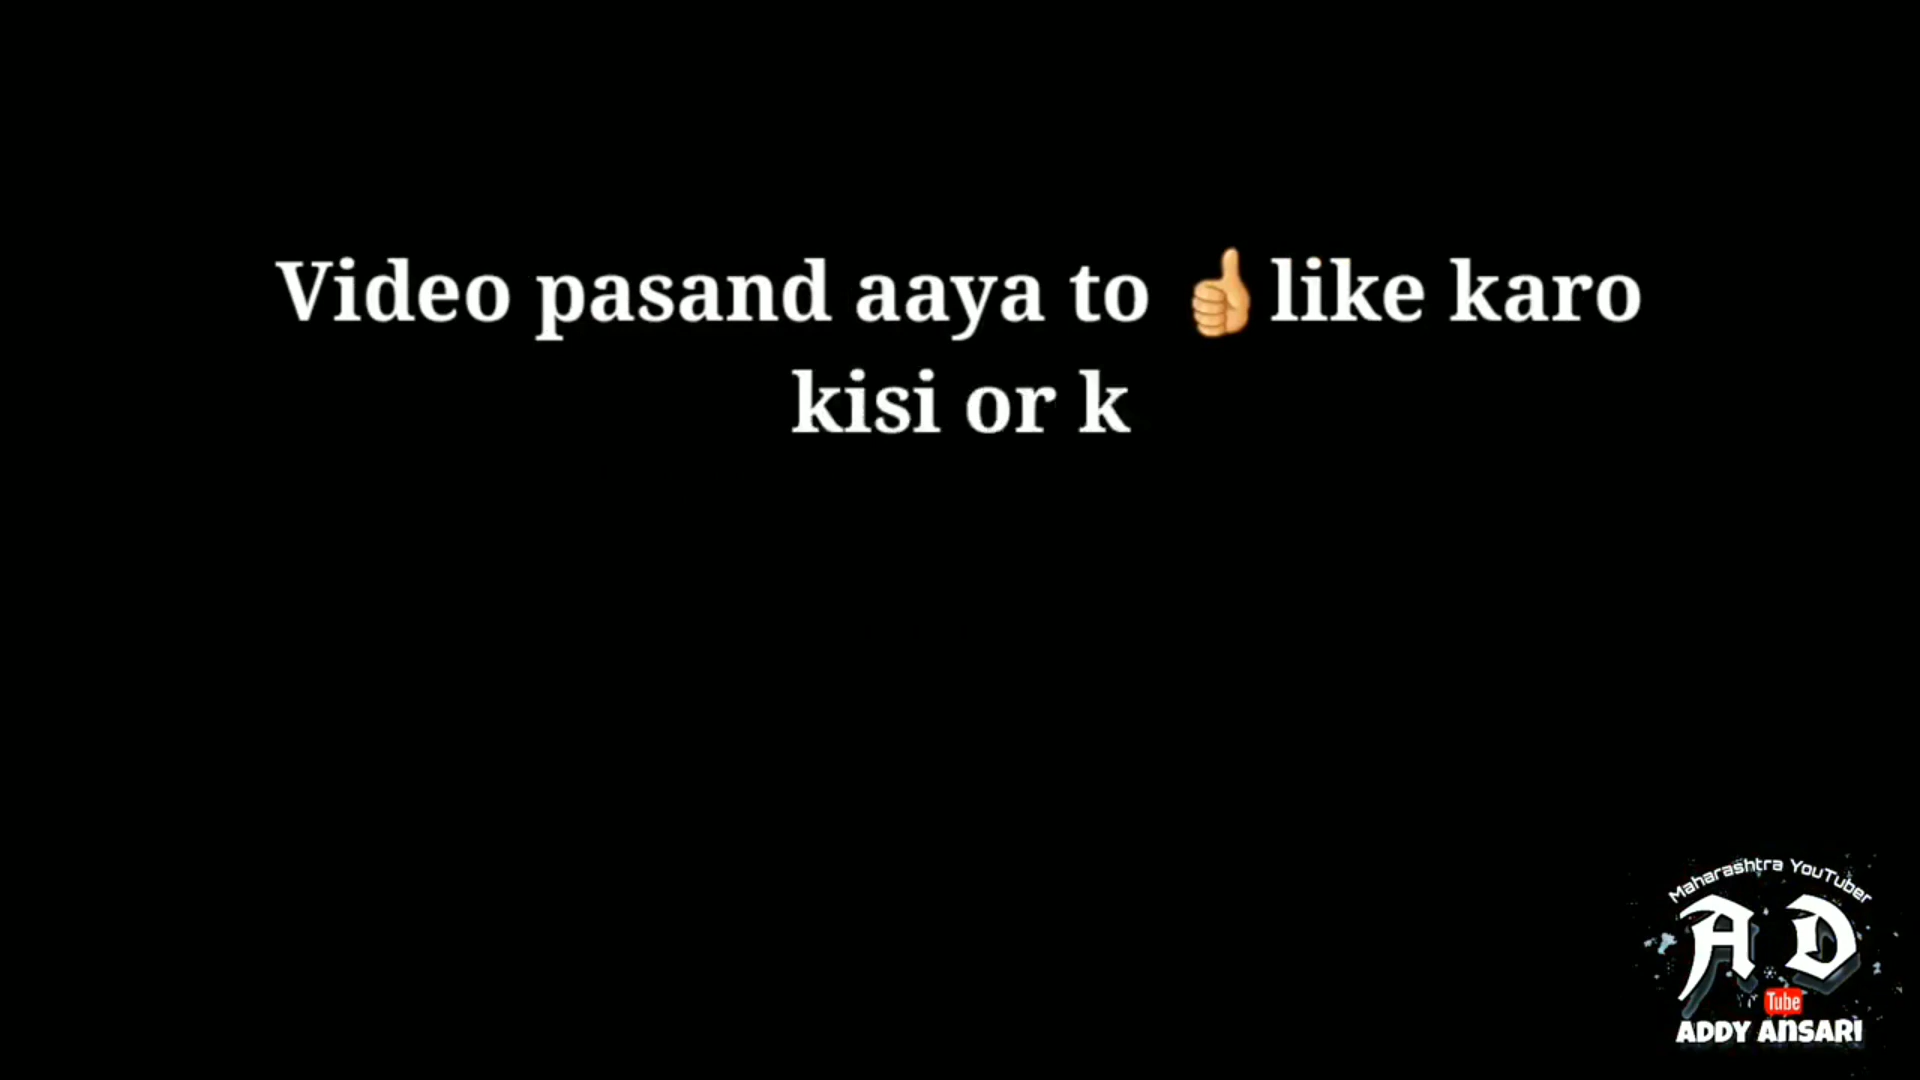 Video pasand aaya to 👍like karo
kisi or k
Maharashtra YouTuber
A D
Tube
ADDY ANSARI